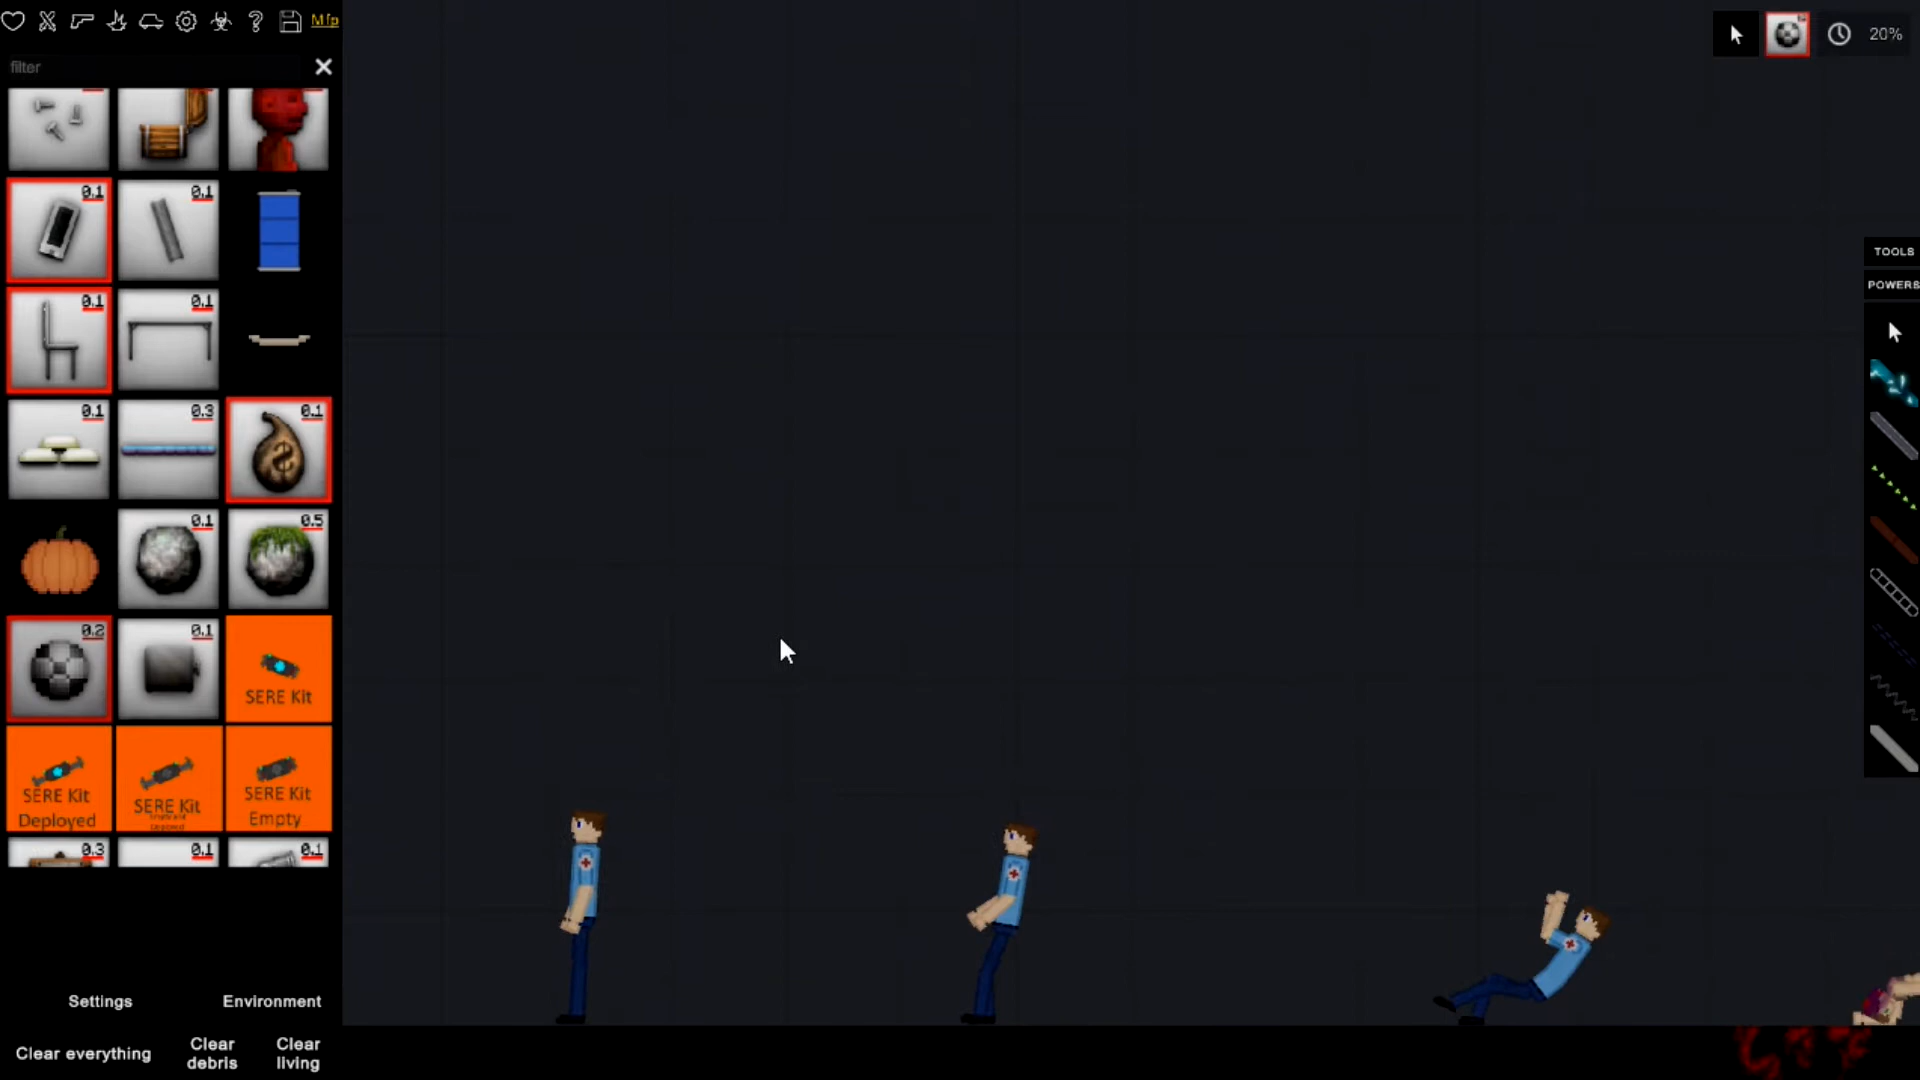 ? Mfp
20%
filter
0.1 0.1
0.1 0.1
0.1 0.3 0.1
0.1 0.5
0.2 0.1
SERE Kit
SERE Kit Deployed
SERE Kit
SERE Kit Empty
0.3 0.1 0.1
TOOLS
POWERS
Settings Environment
Clear everything
Clear debris
Clear living